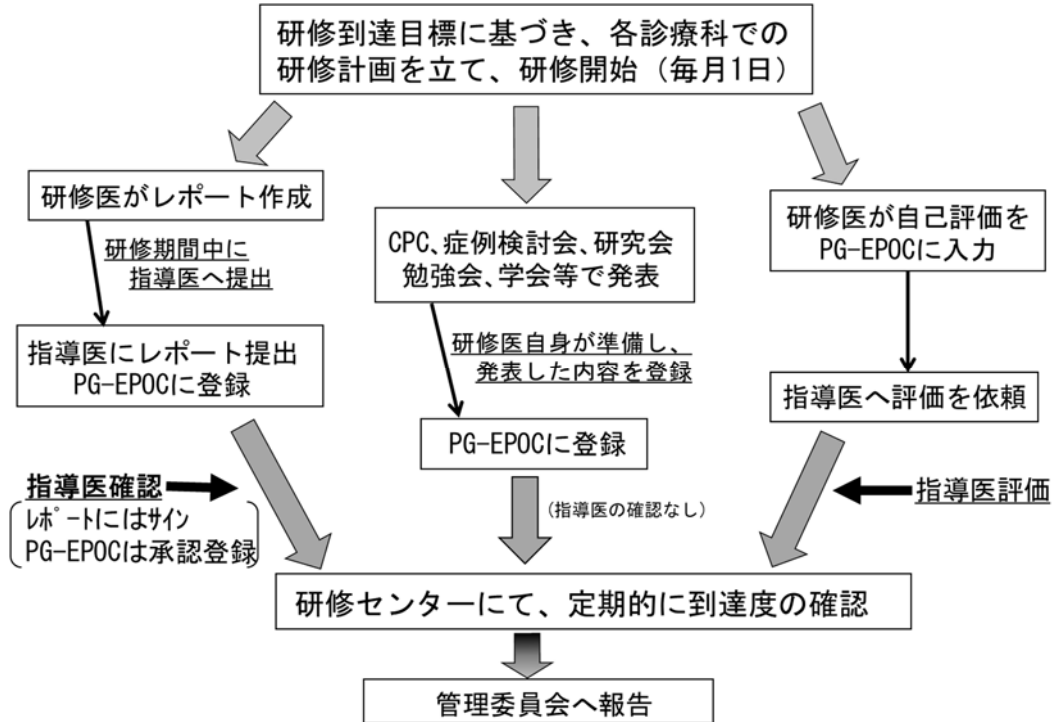 研修到達目標に基づき、各診療科での
研修計画を立て、研修開始（毎月1日）
研修医がレポート作成
研修期間中に
指導医へ提出
指導医にレポート提出
PG-EPOCに登録
指導医確認
ﾚﾎﾟｰﾄにはサイン
PG-EPOCは承認登録
CPC、症例検討会、研究会
勉強会、学会等で発表
研修医自身が準備し、
発表した内容を登録
PG-EPOCに登録
（指導医の確認なし）
研修医が自己評価を
PG-EPOCに入力
指導医へ評価を依頼
指導医評価
研修センターにて、定期的に到達度の確認
管理委員会へ報告